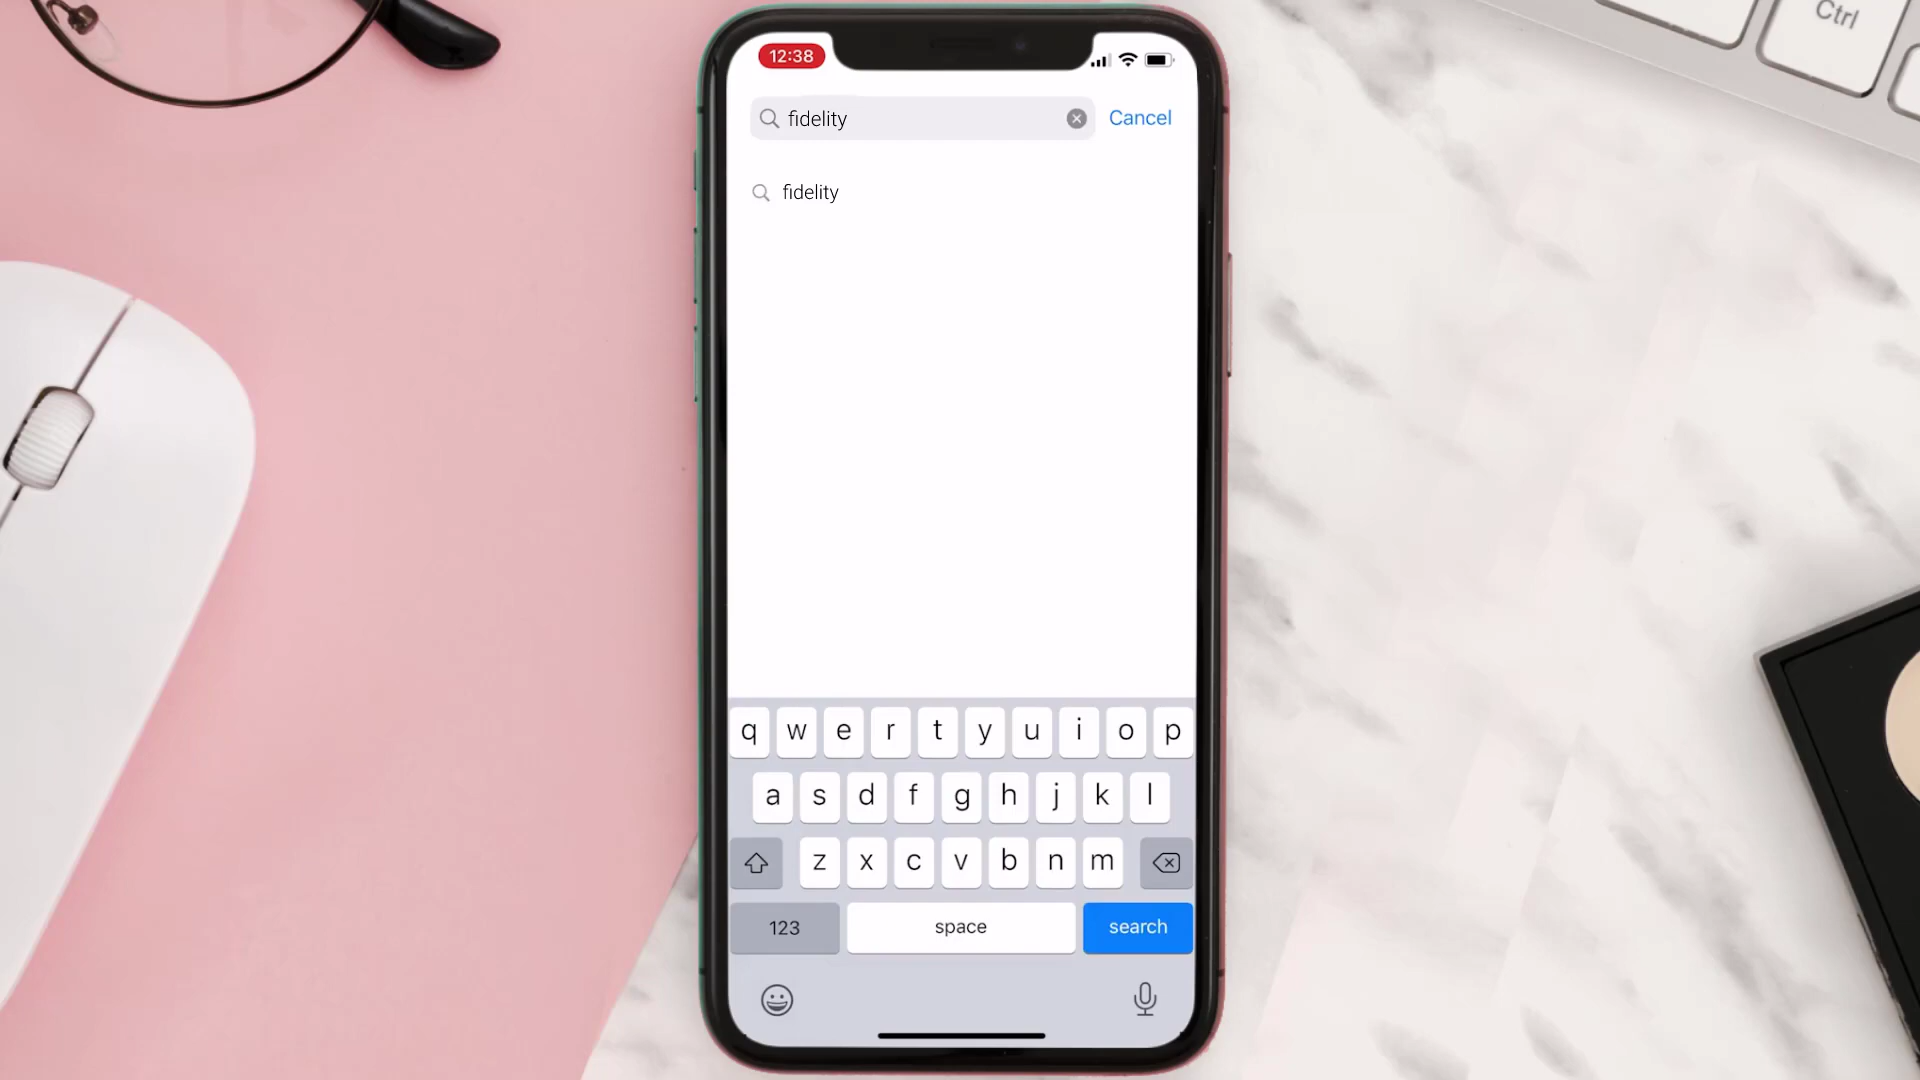 Ctrl
12:38
fidelity
Cancel
fidelity
q w e r t y u i o p
a s d f g h j k l
z x c v b n m
123 space search